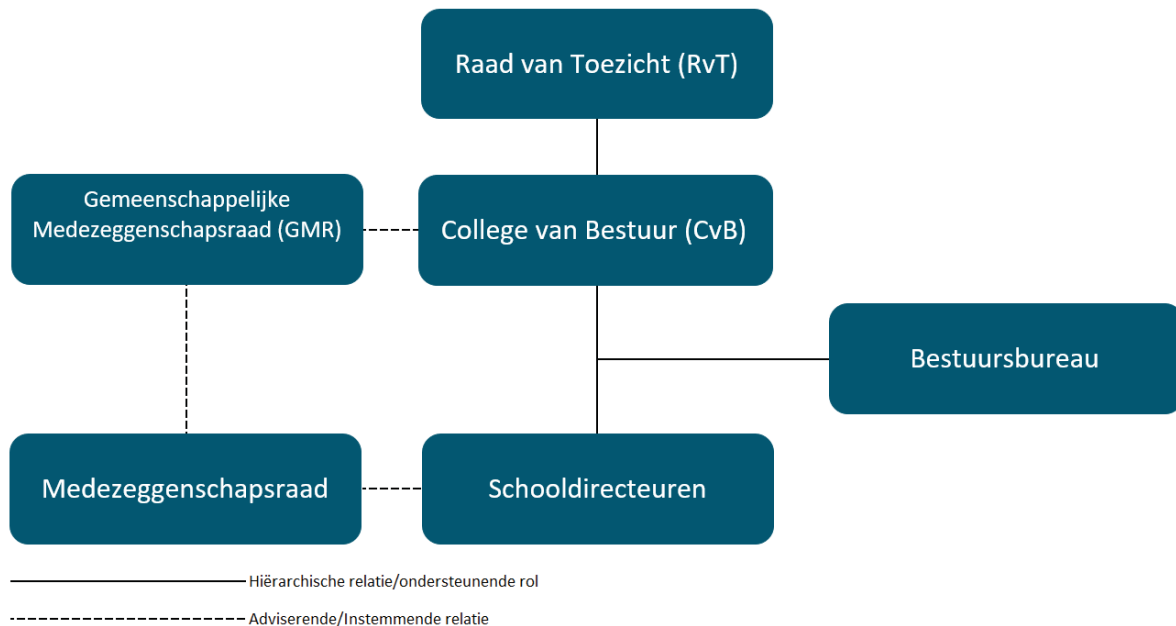 Raad van Toezicht (RvT)
Gemeenschappelijke
Medezeggenschapsraad (GMR)
College van Bestuur (CvB)
Bestuursbureau
Medezeggenschapsraad
Schooldirecteuren
Hiërarchische relatie/ondersteunende rol
Adviserende/Instemmende relatie